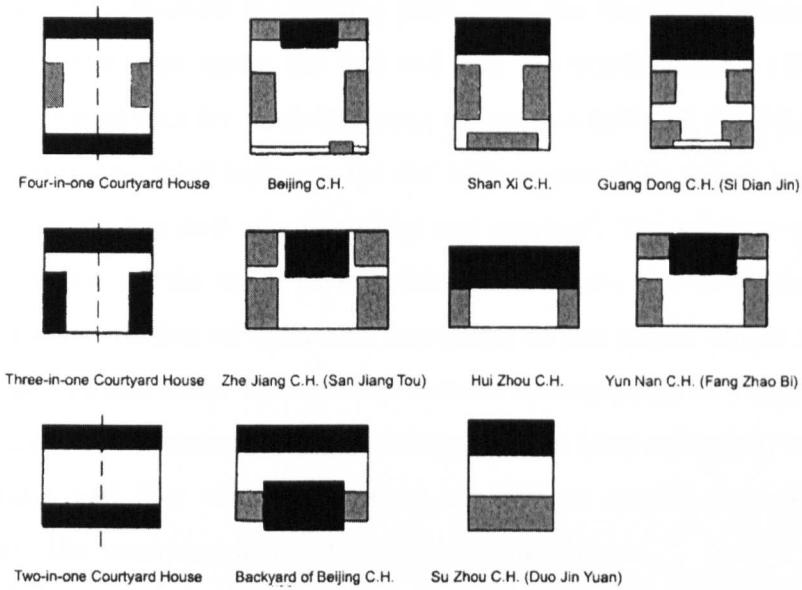 Four-in-one Courtyard House Beijing C.H. Shan Xi C.H. Guang Dong C.H. (Si Dian Jin)
Three-in-one Courtyard House Zhe Jiang C.H. (San Jiang Tou) Hui Zhou C.H. Yun Nan C.H. (Fang Zhao Bi)
Two-in-one Courtyard House Backyard of Beijing C.H. Su Zhou C.H. (Duo Jin Yuan)